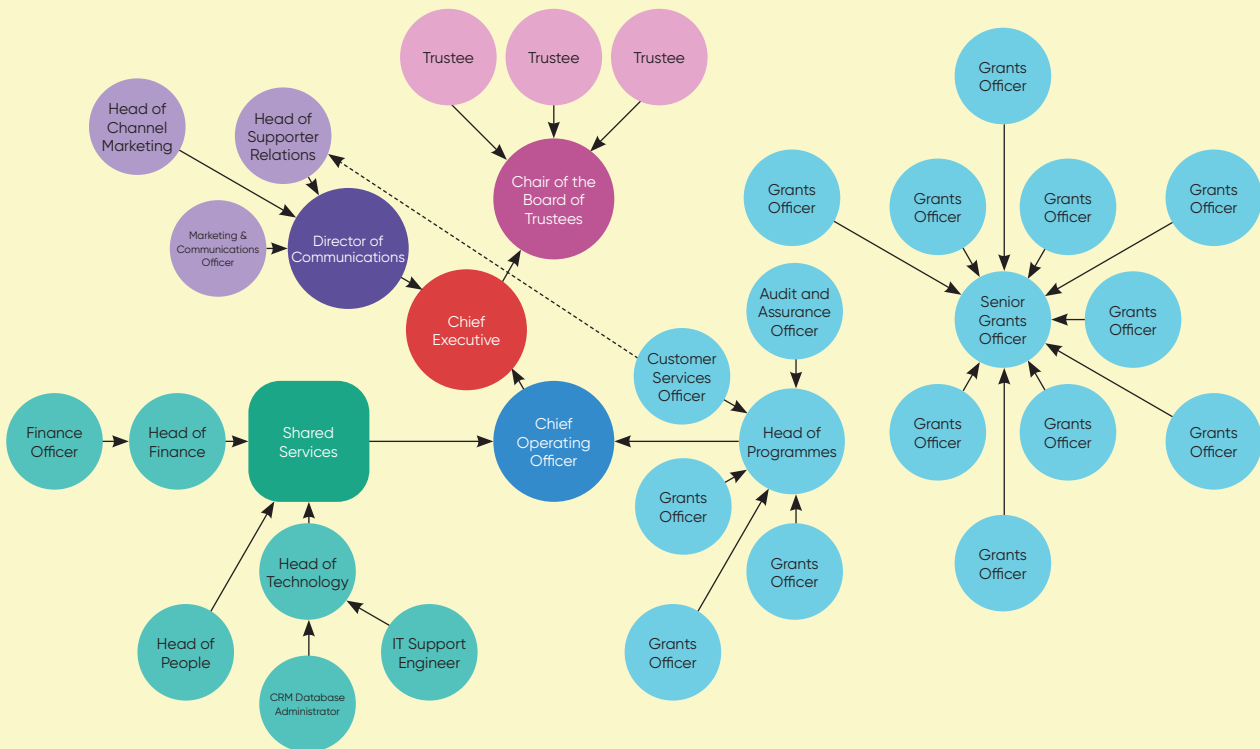 Trustee
Trustee
Trustee
Grants
Officer
Head of
Channel
Marketing
Head of
Supporter
Relations
Chair of the
Board of
Trustees
Grants
Officer
Grants
Officer
Grants
Officer
Grants
Officer
Marketing &
Communications
Officer
Director of
Communications
Audit and
Assurance
Officer
Senior
Grants
Officer
Grants
Officer
Chief
Executive
Customer
Services
Officer
Finance
Officer
Head of
Finance
Shared
Services
Chief
Operating
Officer
Head of
Programmes
Grants
Officer
Grants
Officer
Grants
Officer
Grants
Officer
Head of
Technology
Grants
Officer
Grants
Officer
Head of
People
IT Support
Engineer
Grants
Officer
CRM Database
Administrator